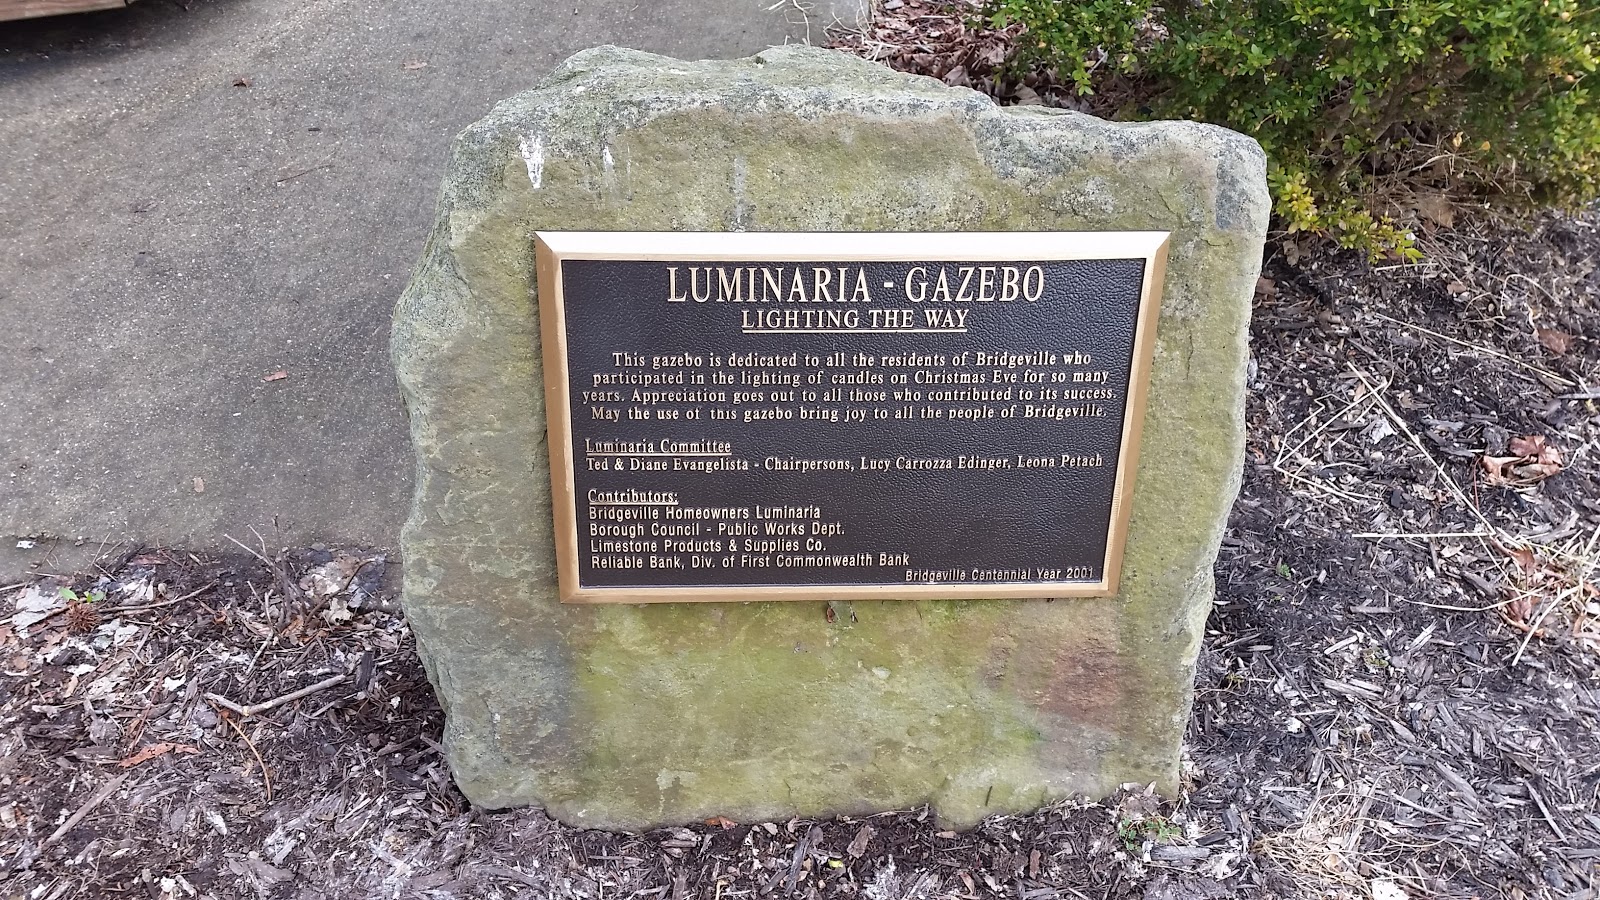 LUMINARIA - GAZEBO
LIGHTING THE WAY
This gazebo is dedicated to all the residents of Bridgeville who
participated in the lighting of candles on Christmas Eve for so many
years. Appreciation goes out to all those who contributed to its success.
May the use of this gazebo bring joy to all the people of Bridgeville.
Luminaria Committee
Ted & Diane Evangelista - Chairpersons, Lucy Carrozza Edinger, Leona Petach
Contributors:
Bridgeville Homeowners Luminaria
Borough Council - Public Works Dept.
Limestone Products & Supplies Co.
Reliable Bank, Div. of First Commonwealth Bank
Bridgeville Centennial Year 2001